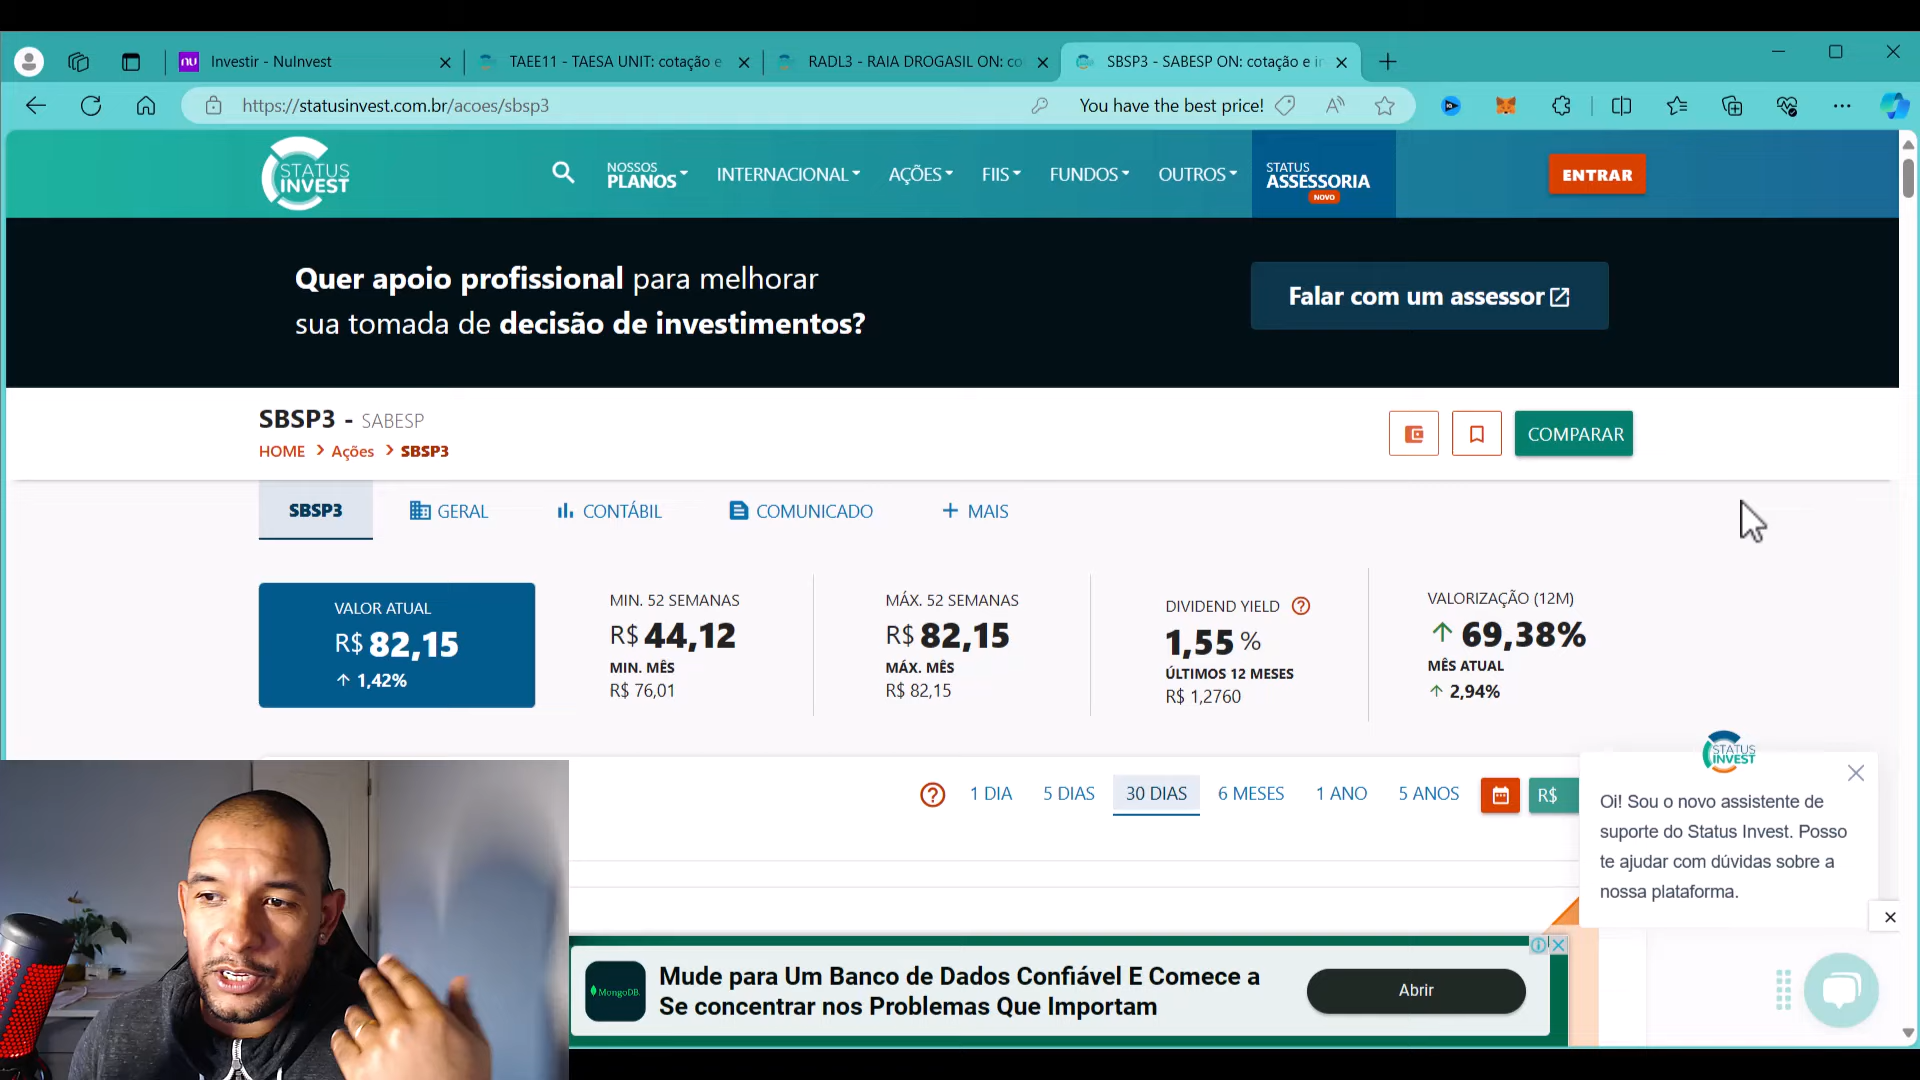 nu Investir - NuInvest
TAEE11 - TAESA UNIT: cotação e
RADL3 - RAIA DROGASIL ON: co
SBSP3 - SABESP ON: cotação e in
https://statusinvest.com.br/acoes/sbsp3
You have the best price!
STATUS
INVEST
NOSSOS
PLANOS
INTERNACIONAL
AÇÕES
FIIS
FUNDOS
OUTROS
STATUS
ASSESSORIA
NOVO
ENTRAR
Quer apoio profissional para melhorar
sua tomada de decisão de investimentos?
Falar com um assessor
SBSP3 - SABESP
HOME > Ações > SBSP3
COMPARAR
SBSP3
GERAL
CONTÁBIL
COMUNICADO
+ MAIS
VALOR ATUAL
R$ 82,15
↑ 1,42%
MIN. 52 SEMANAS
R$ 44,12
MIN. MÊS
R$ 76,01
MÁX. 52 SEMANAS
R$ 82,15
MÁX. MÊS
R$ 82,15
DIVIDEND YIELD ?
1,55 %
ÚLTIMOS 12 MESES
R$ 1,2760
VALORIZAÇÃO (12M)
↑ 69,38%
MÊS ATUAL
↑ 2,94%
? 1 DIA 5 DIAS 30 DIAS 6 MESES 1 ANO 5 ANOS R$
STATUS
INVEST
Oi! Sou o novo assistente de
suporte do Status Invest. Posso
te ajudar com dúvidas sobre a
nossa plataforma.
MongoDB.
Mude para Um Banco de Dados Confiável E Comece a
Se concentrar nos Problemas Que Importam
Abrir